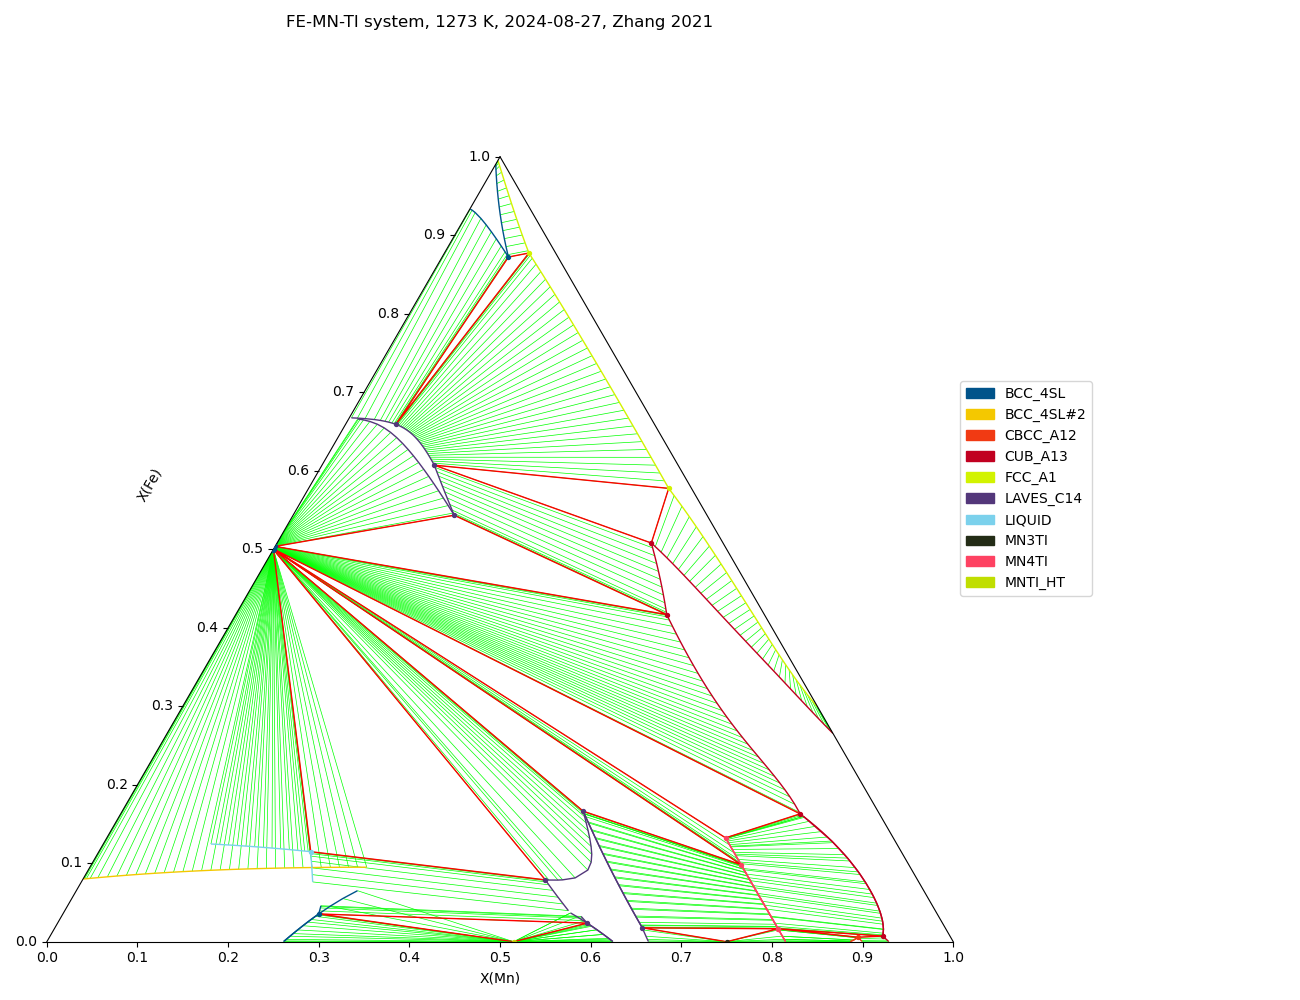 FE-MN-TI system, 1273 K, 2024-08-27, Zhang 2021
1.0
0.9
0.8
0.7
0.6
0.5
0.4
0.3
0.2
0.1
0.0
X(Fe)
0.0 0.1 0.2 0.3 0.4 0.5 0.6 0.7 0.8 0.9 1.0
X(Mn)
BCC_4SL
BCC_4SL#2
CBCC_A12
CUB_A13
FCC_A1
LAVES_C14
LIQUID
MN3TI
MN4TI
MNTI_HT